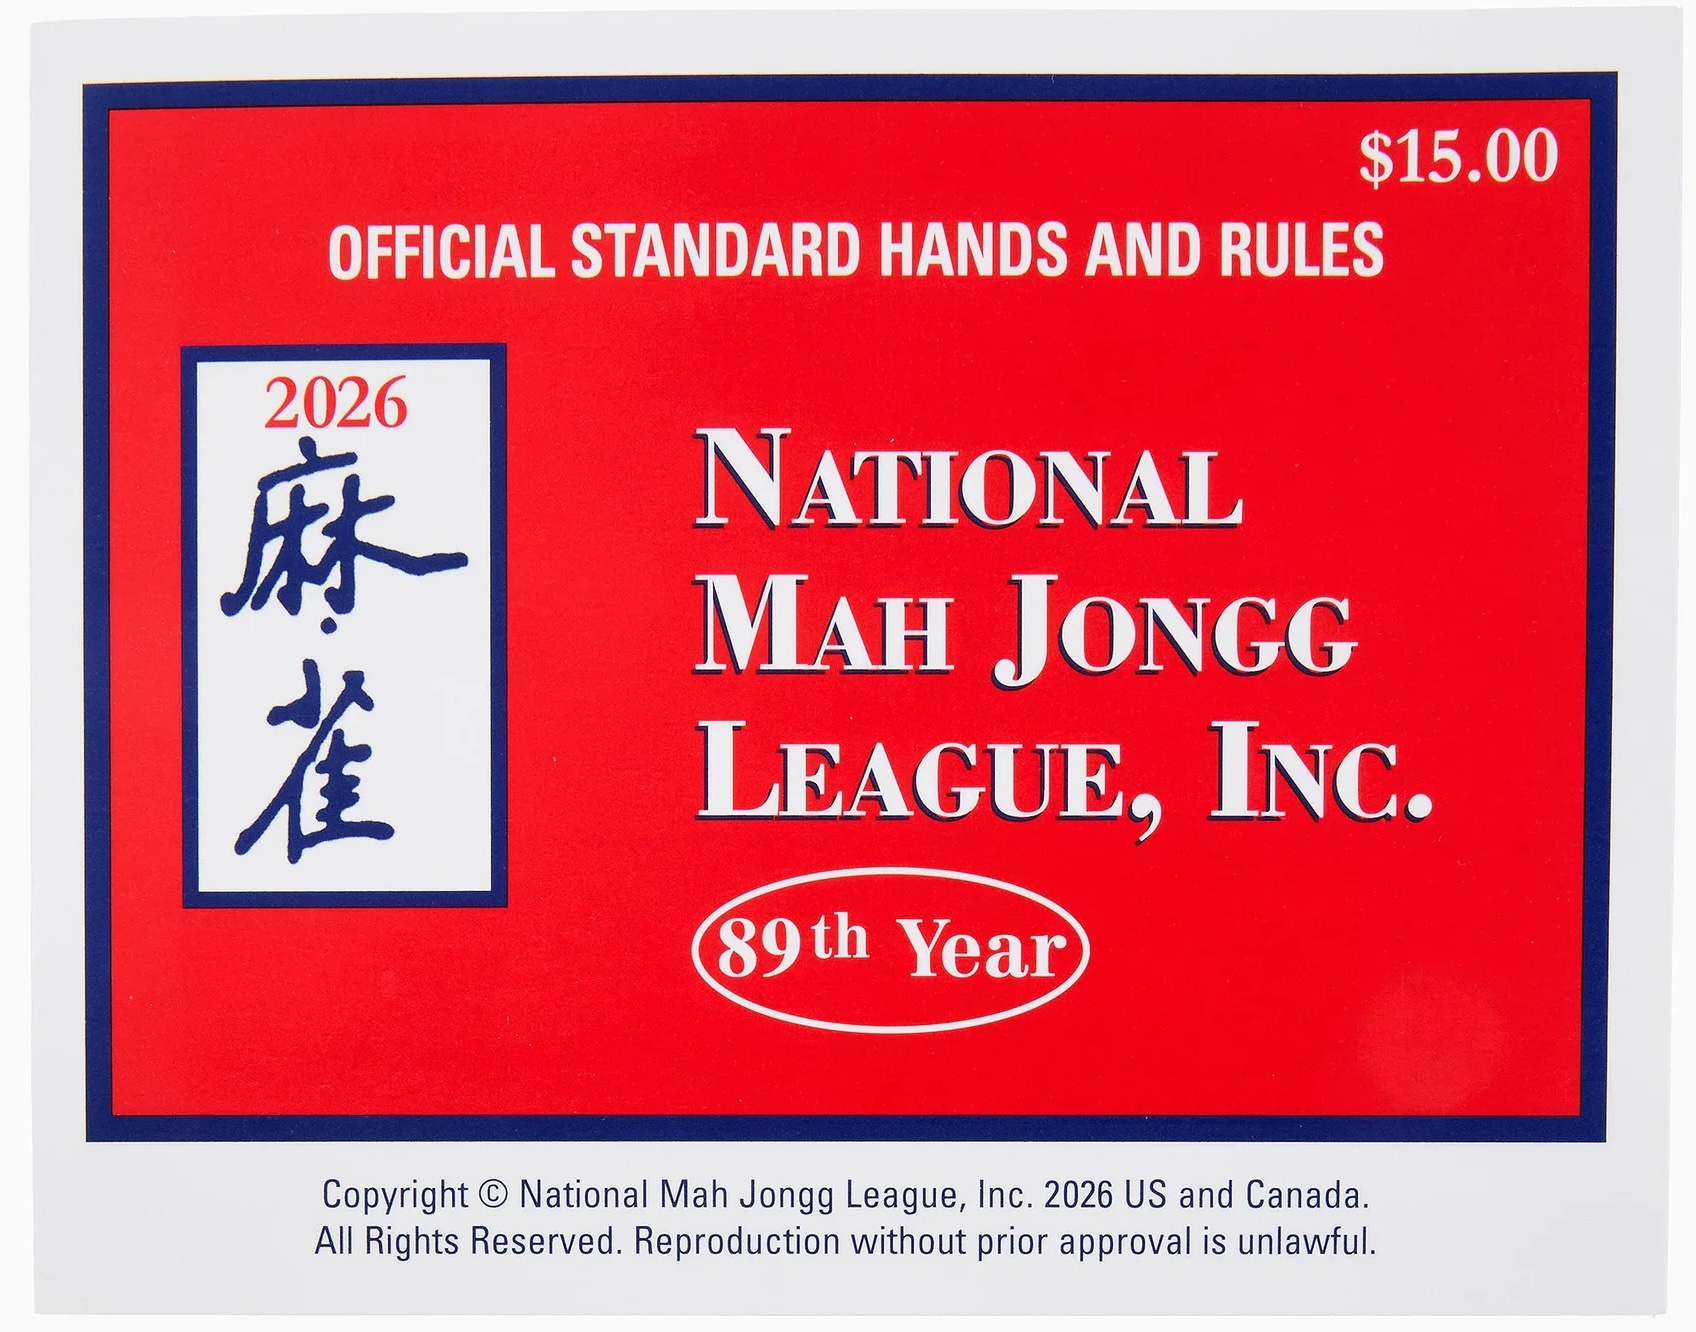 $15.00
OFFICIAL STANDARD HANDS AND RULES
2026
麻
雀
NATIONAL
MAH JONGG
LEAGUE, INC.
89th Year
Copyright © National Mah Jongg League, Inc. 2026 US and Canada.
All Rights Reserved. Reproduction without prior approval is unlawful.